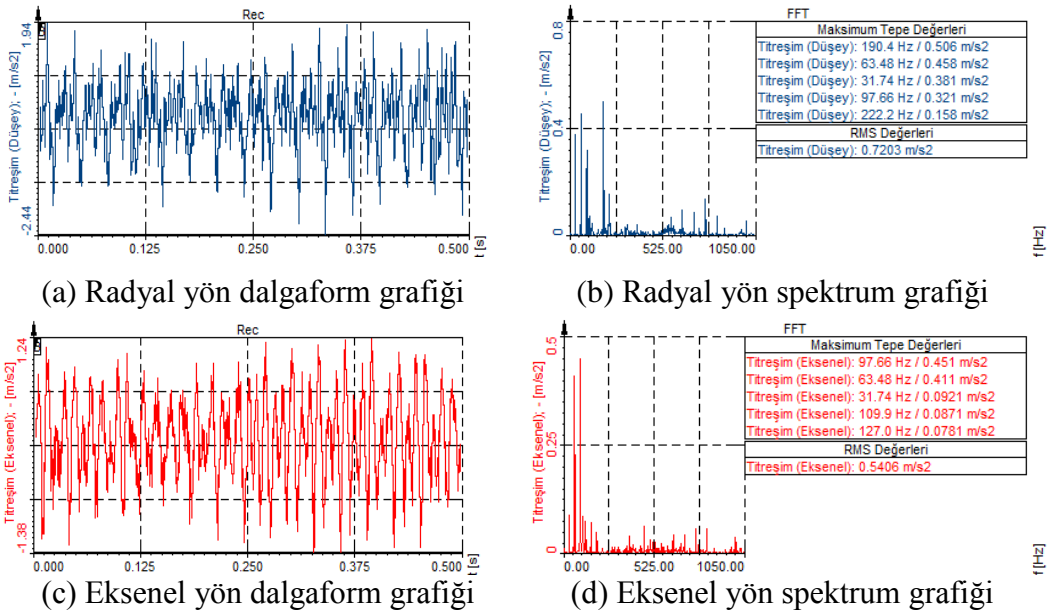 Rec
Titreşim (Düşey); - [m/s2]
1.94
-2.44
0.000 0.125 0.250 0.375 0.500
t [s]
(a) Radyal yön dalgaform grafiği
FFT
Titreşim (Düşey); - [m/s2]
0.8
0.4
0
0.00 525.00 1050.00
f [Hz]
Maksimum Tepe Değerleri
Titreşim (Düşey): 190.4 Hz / 0.506 m/s2
Titreşim (Düşey): 63.48 Hz / 0.458 m/s2
Titreşim (Düşey): 31.74 Hz / 0.381 m/s2
Titreşim (Düşey): 97.66 Hz / 0.321 m/s2
Titreşim (Düşey): 222.2 Hz / 0.158 m/s2
RMS Değerleri
Titreşim (Düşey): 0.7203 m/s2
(b) Radyal yön spektrum grafiği
Rec
Titreşim (Eksenel); - [m/s2]
1.24
-1.38
0.000 0.125 0.250 0.375 0.500
t [s]
(c) Eksenel yön dalgaform grafiği
FFT
Titreşim (Eksenel); - [m/s2]
0.5
0.25
0
0.00 525.00 1050.00
f [Hz]
Maksimum Tepe Değerleri
Titreşim (Eksenel): 97.66 Hz / 0.451 m/s2
Titreşim (Eksenel): 63.48 Hz / 0.411 m/s2
Titreşim (Eksenel): 31.74 Hz / 0.0921 m/s2
Titreşim (Eksenel): 109.9 Hz / 0.0871 m/s2
Titreşim (Eksenel): 127.0 Hz / 0.0781 m/s2
RMS Değerleri
Titreşim (Eksenel): 0.5406 m/s2
(d) Eksenel yön spektrum grafiği